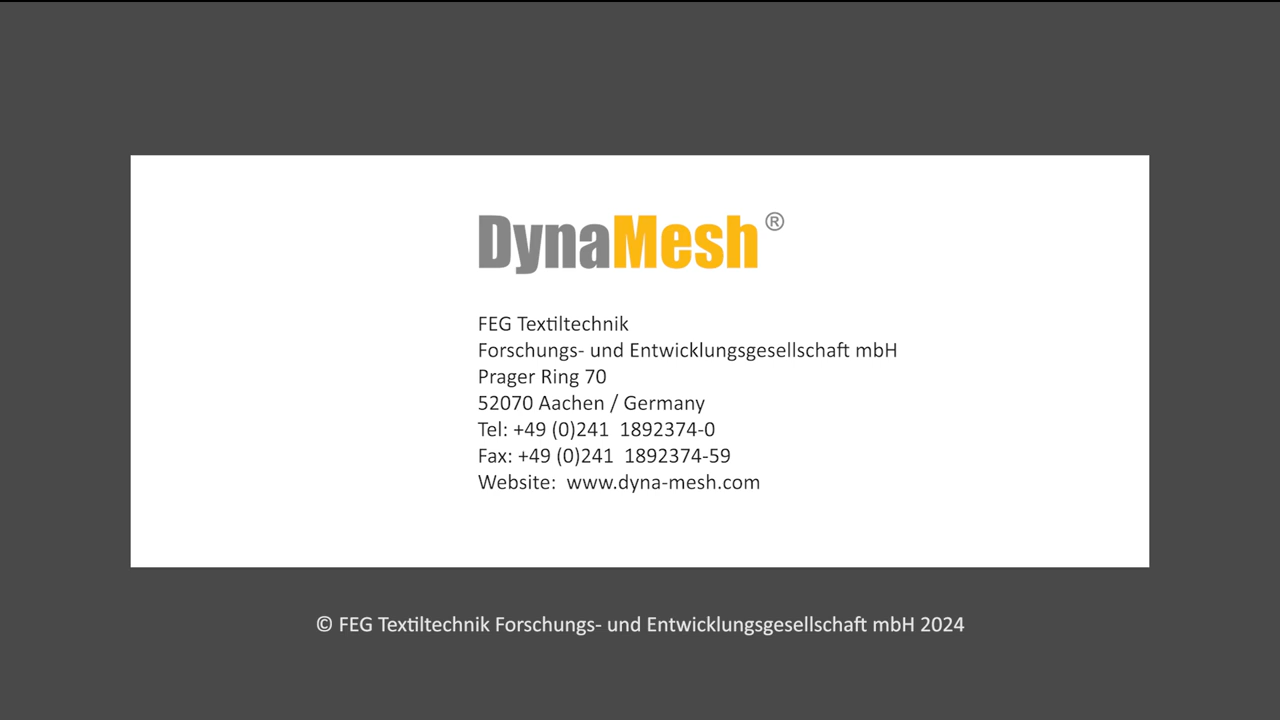 DynaMesh®
FEG Textiltechnik
Forschungs- und Entwicklungsgesellschaft mbH
Prager Ring 70
52070 Aachen / Germany
Tel: +49 (0)241  1892374-0
Fax: +49 (0)241  1892374-59
Website:  www.dyna-mesh.com
© FEG Textiltechnik Forschungs- und Entwicklungsgesellschaft mbH 2024